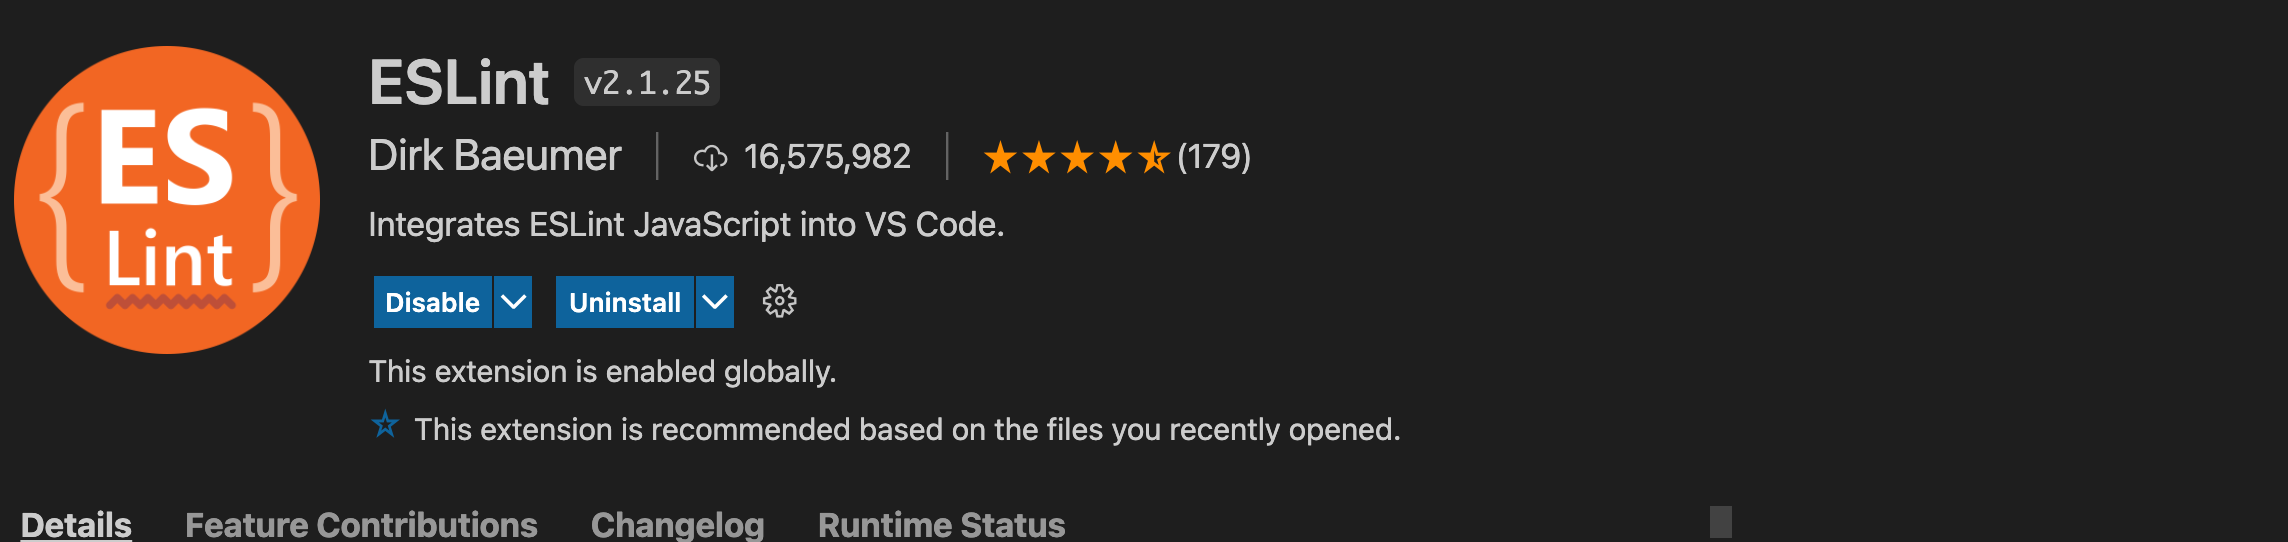 {ES}
Lint
ESLint v2.1.25
Dirk Baeumer 16,575,982 (179)
Integrates ESLint JavaScript into VS Code.
Disable Uninstall
This extension is enabled globally.
This extension is recommended based on the files you recently opened.
Details Feature Contributions Changelog Runtime Status